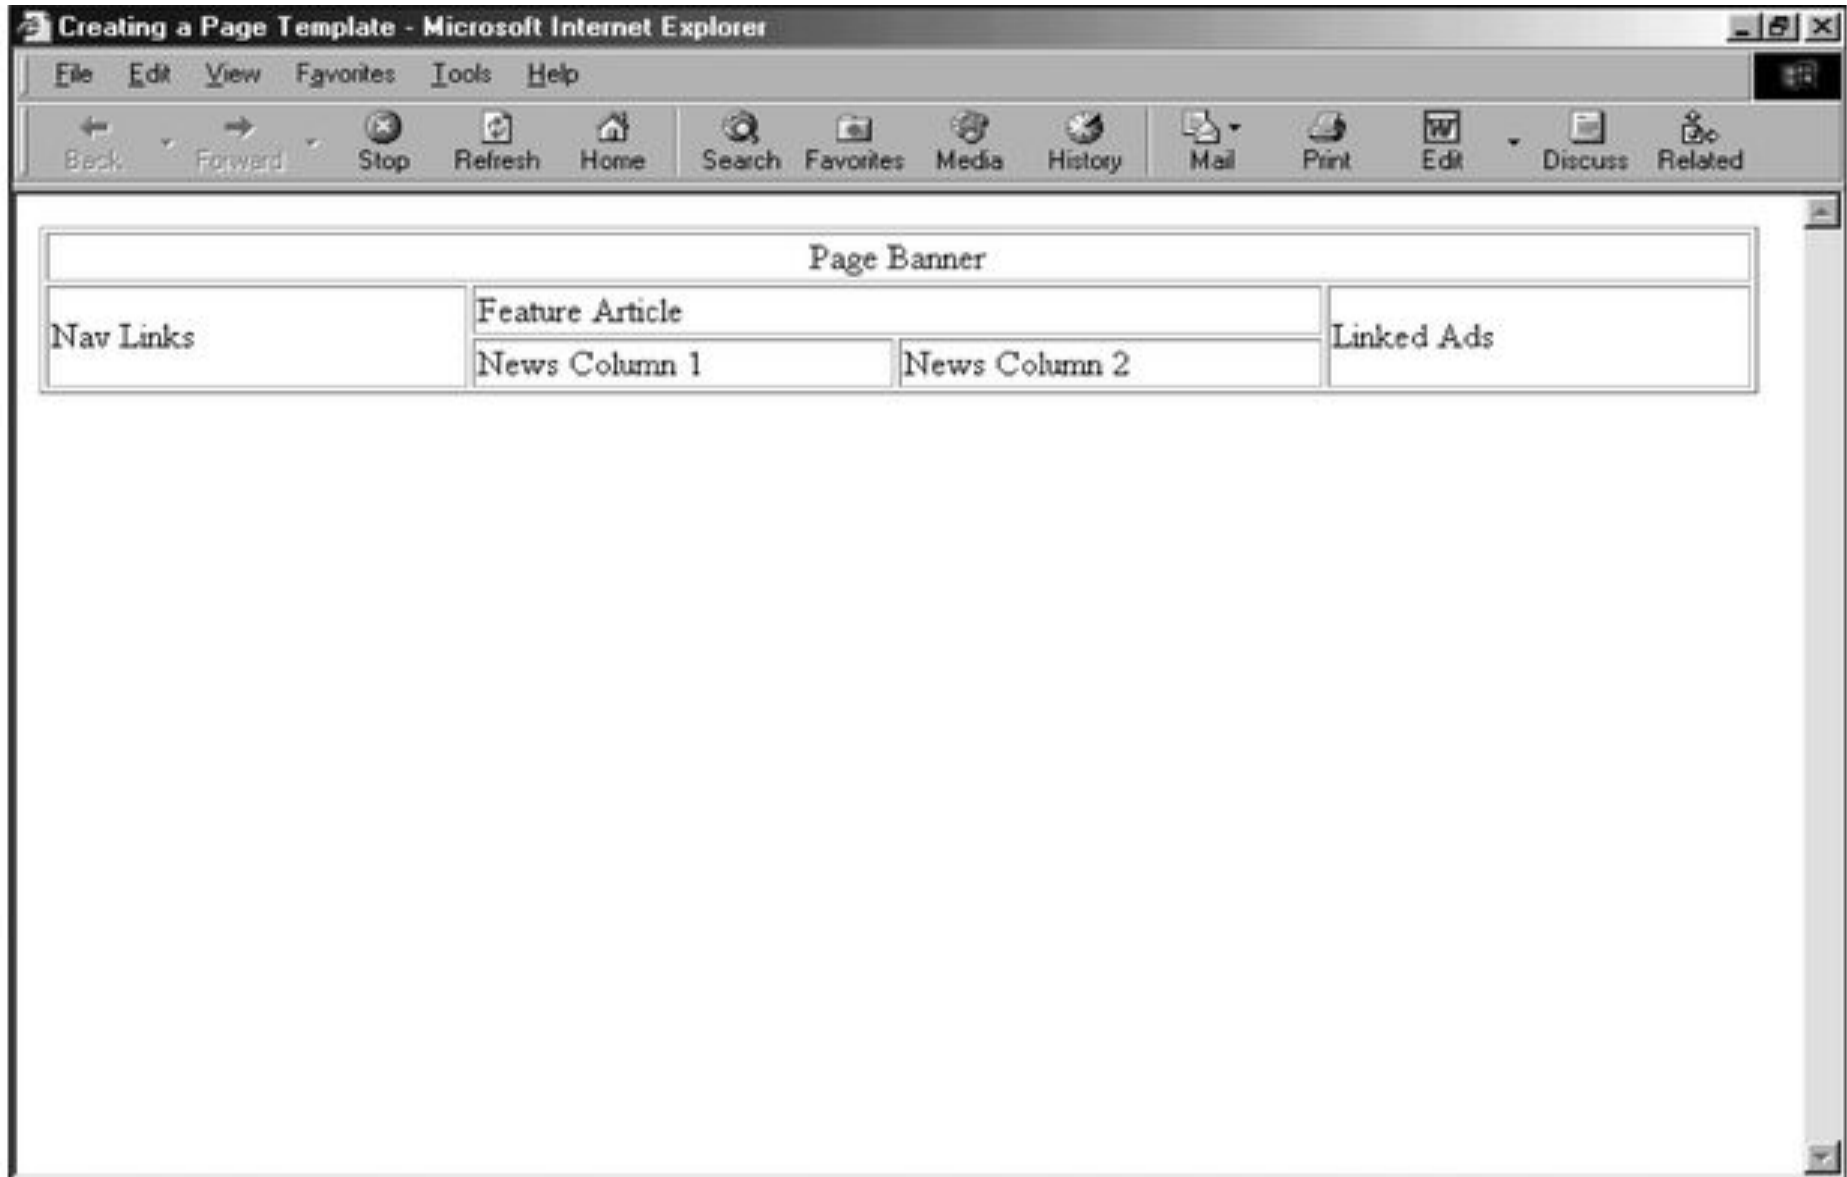 Creating a Page Template - Microsoft Internet Explorer
File Edit View Favorites Tools Help
Back Forward Stop Refresh Home Search Favorites Media History Mail Print Edit Discuss Related
Page Banner
Nav Links
Feature Article
Linked Ads
News Column 1
News Column 2